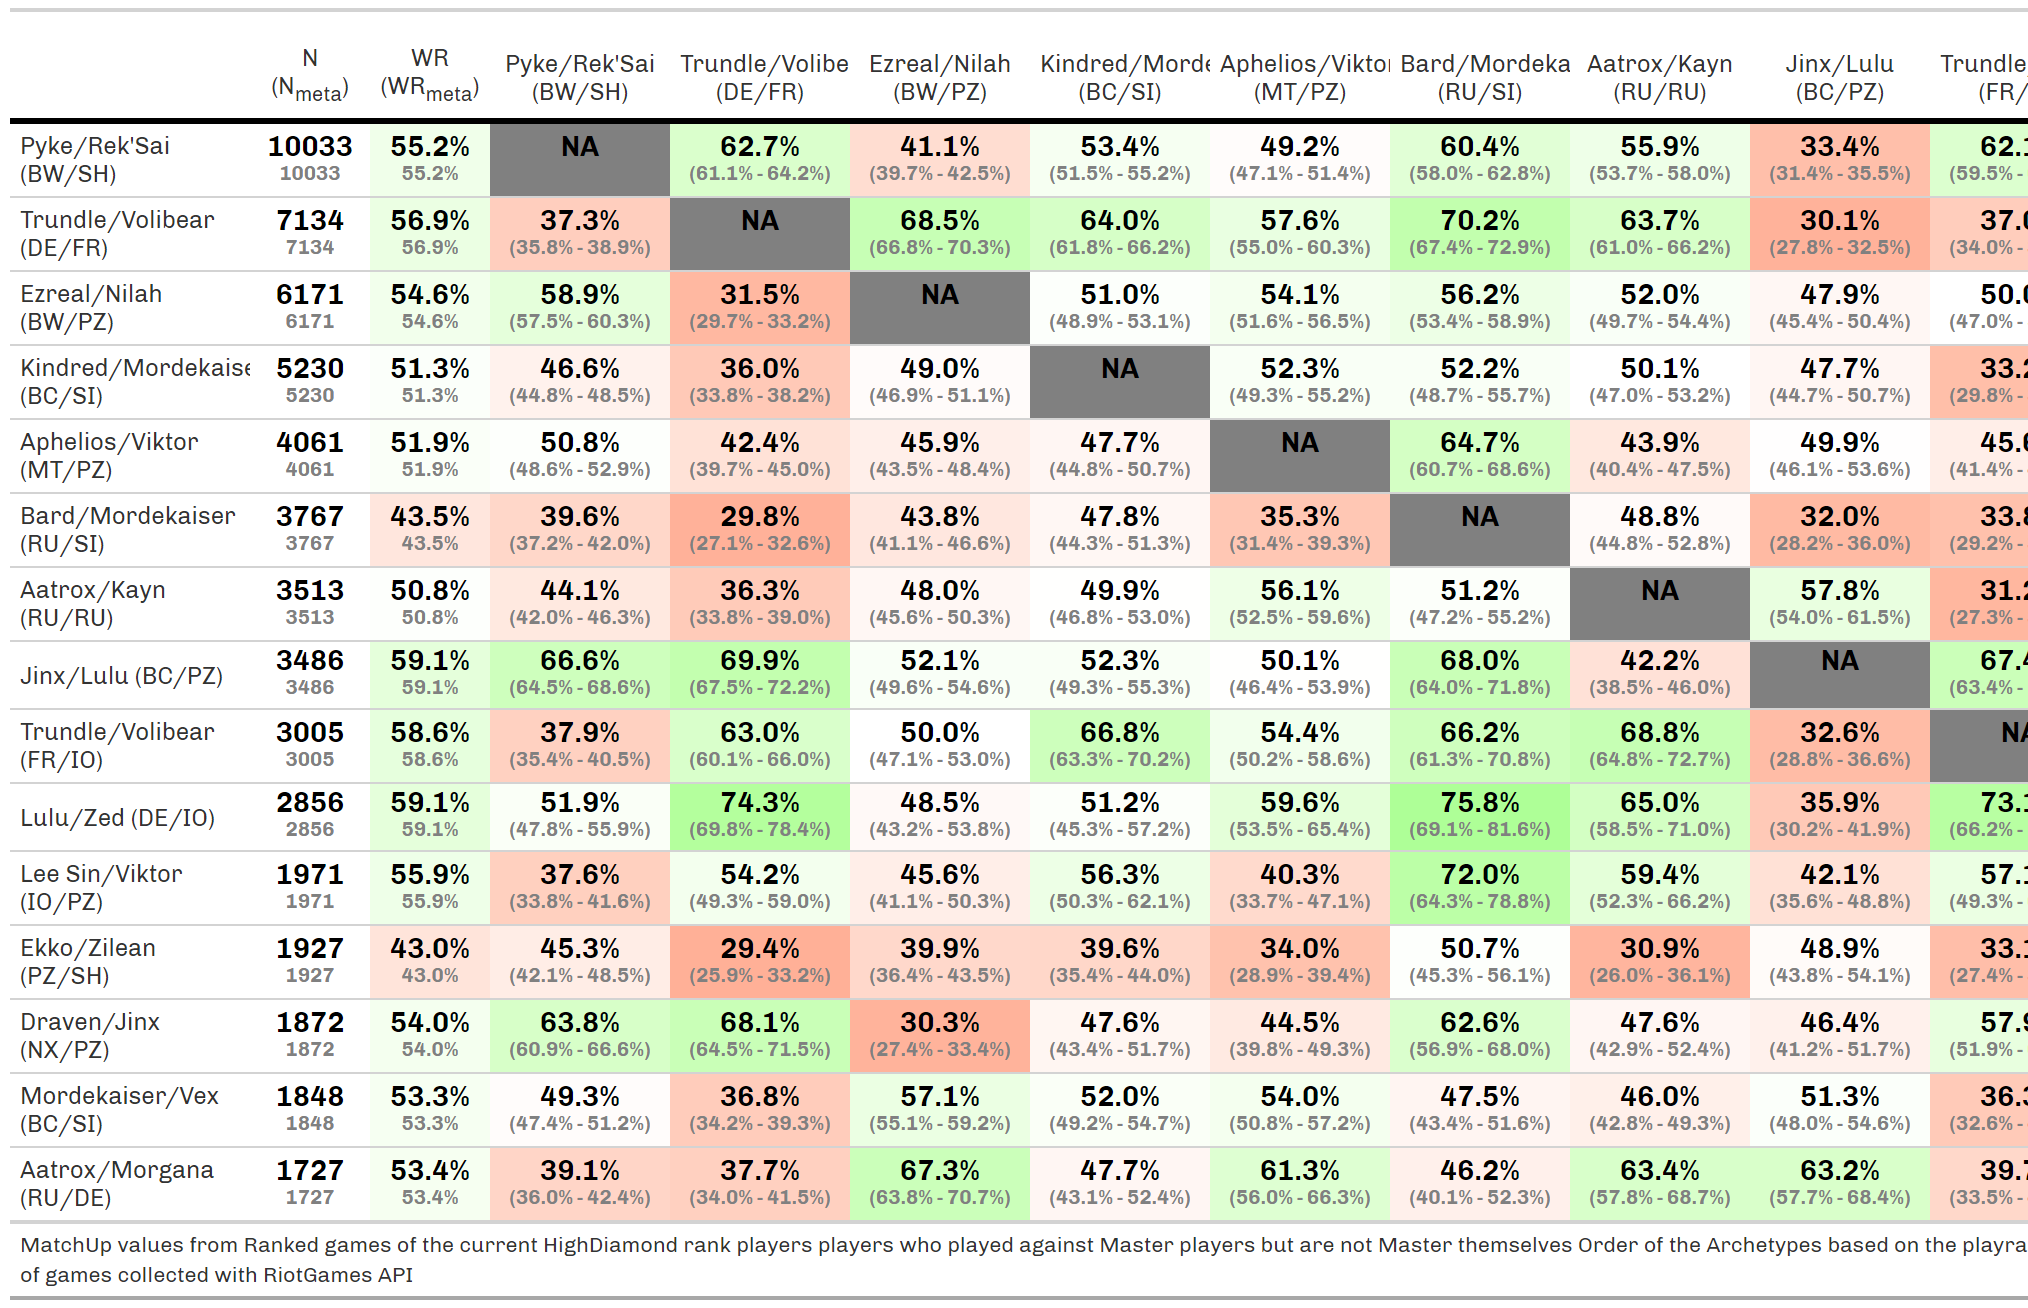 N WR Pyke/Rek'Sai Trundle/Volibe Ezreal/Nilah Kindred/Morde Aphelios/Viktor Bard/Mordeka Aatrox/Kayn Jinx/Lulu Trundle/
(Nmeta) (WRmeta) (BW/SH) (DE/FR) (BW/PZ) (BC/SI) (MT/PZ) (RU/SI) (RU/RU) (BC/PZ) (FR/
Pyke/Rek'Sai 10033 55.2% NA 62.7% 41.1% 53.4% 49.2% 60.4% 55.9% 33.4% 62.1
(BW/SH) 10033 55.2% (61.1% - 64.2%) (39.7% - 42.5%) (51.5% - 55.2%) (47.1% - 51.4%) (58.0% - 62.8%) (53.7% - 58.0%) (31.4% - 35.5%) (59.5% -
Trundle/Volibear 7134 56.9% 37.3% NA 68.5% 64.0% 57.6% 70.2% 63.7% 30.1% 37.0
(DE/FR) 7134 56.9% (35.8% - 38.9%) (66.8% - 70.3%) (61.8% - 66.2%) (55.0% - 60.3%) (67.4% - 72.9%) (61.0% - 66.2%) (27.8% - 32.5%) (34.0% -
Ezreal/Nilah 6171 54.6% 58.9% 31.5% NA 51.0% 54.1% 56.2% 52.0% 47.9% 50.0
(BW/PZ) 6171 54.6% (57.5% - 60.3%) (29.7% - 33.2%) (48.9% - 53.1%) (51.6% - 56.5%) (53.4% - 58.9%) (49.7% - 54.4%) (45.4% - 50.4%) (47.0% -
Kindred/Mordekaise 5230 51.3% 46.6% 36.0% 49.0% NA 52.3% 52.2% 50.1% 47.7% 33.2
(BC/SI) 5230 51.3% (44.8% - 48.5%) (33.8% - 38.2%) (46.9% - 51.1%) (49.3% - 55.2%) (48.7% - 55.7%) (47.0% - 53.2%) (44.7% - 50.7%) (29.8% -
Aphelios/Viktor 4061 51.9% 50.8% 42.4% 45.9% 47.7% NA 64.7% 43.9% 49.9% 45.6
(MT/PZ) 4061 51.9% (48.6% - 52.9%) (39.7% - 45.0%) (43.5% - 48.4%) (44.8% - 50.7%) (60.7% - 68.6%) (40.4% - 47.5%) (46.1% - 53.6%) (41.4% -
Bard/Mordekaiser 3767 43.5% 39.6% 29.8% 43.8% 47.8% 35.3% NA 48.8% 32.0% 33.8
(RU/SI) 3767 43.5% (37.2% - 42.0%) (27.1% - 32.6%) (41.1% - 46.6%) (44.3% - 51.3%) (31.4% - 39.3%) (44.8% - 52.8%) (28.2% - 36.0%) (29.2% -
Aatrox/Kayn 3513 50.8% 44.1% 36.3% 48.0% 49.9% 56.1% 51.2% NA 57.8% 31.2
(RU/RU) 3513 50.8% (42.0% - 46.3%) (33.8% - 39.0%) (45.6% - 50.3%) (46.8% - 53.0%) (52.5% - 59.6%) (47.2% - 55.2%) (54.0% - 61.5%) (27.3% -
Jinx/Lulu (BC/PZ) 3486 59.1% 66.6% 69.9% 52.1% 52.3% 50.1% 68.0% 42.2% NA 67.4
3486 59.1% (64.5% - 68.6%) (67.5% - 72.2%) (49.6% - 54.6%) (49.3% - 55.3%) (46.4% - 53.9%) (64.0% - 71.8%) (38.5% - 46.0%) (63.4% -
Trundle/Volibear 3005 58.6% 37.9% 63.0% 50.0% 66.8% 54.4% 66.2% 68.8% 32.6% NA
(FR/IO) 3005 58.6% (35.4% - 40.5%) (60.1% - 66.0%) (47.1% - 53.0%) (63.3% - 70.2%) (50.2% - 58.6%) (61.3% - 70.8%) (64.8% - 72.7%) (28.8% - 36.6%)
Lulu/Zed (DE/IO) 2856 59.1% 51.9% 74.3% 48.5% 51.2% 59.6% 75.8% 65.0% 35.9% 73.1
2856 59.1% (47.8% - 55.9%) (69.8% - 78.4%) (43.2% - 53.8%) (45.3% - 57.2%) (53.5% - 65.4%) (69.1% - 81.6%) (58.5% - 71.0%) (30.2% - 41.9%) (66.2% -
Lee Sin/Viktor 1971 55.9% 37.6% 54.2% 45.6% 56.3% 40.3% 72.0% 59.4% 42.1% 57.1
(IO/PZ) 1971 55.9% (33.8% - 41.6%) (49.3% - 59.0%) (41.1% - 50.3%) (50.3% - 62.1%) (33.7% - 47.1%) (64.3% - 78.8%) (52.3% - 66.2%) (35.6% - 48.8%) (49.3% -
Ekko/Zilean 1927 43.0% 45.3% 29.4% 39.9% 39.6% 34.0% 50.7% 30.9% 48.9% 33.1
(PZ/SH) 1927 43.0% (42.1% - 48.5%) (25.9% - 33.2%) (36.4% - 43.5%) (35.4% - 44.0%) (28.9% - 39.4%) (45.3% - 56.1%) (26.0% - 36.1%) (43.8% - 54.1%) (27.4% -
Draven/Jinx 1872 54.0% 63.8% 68.1% 30.3% 47.6% 44.5% 62.6% 47.6% 46.4% 57.9
(NX/PZ) 1872 54.0% (60.9% - 66.6%) (64.5% - 71.5%) (27.4% - 33.4%) (43.4% - 51.7%) (39.8% - 49.3%) (56.9% - 68.0%) (42.9% - 52.4%) (41.2% - 51.7%) (51.9% -
Mordekaiser/Vex 1848 53.3% 49.3% 36.8% 57.1% 52.0% 54.0% 47.5% 46.0% 51.3% 36.3
(BC/SI) 1848 53.3% (47.4% - 51.2%) (34.2% - 39.3%) (55.1% - 59.2%) (49.2% - 54.7%) (50.8% - 57.2%) (43.4% - 51.6%) (42.8% - 49.3%) (48.0% - 54.6%) (32.6% -
Aatrox/Morgana 1727 53.4% 39.1% 37.7% 67.3% 47.7% 61.3% 46.2% 63.4% 63.2% 39.7
(RU/DE) 1727 53.4% (36.0% - 42.4%) (34.0% - 41.5%) (63.8% - 70.7%) (43.1% - 52.4%) (56.0% - 66.3%) (40.1% - 52.3%) (57.8% - 68.7%) (57.7% - 68.4%) (33.5% -
MatchUp values from Ranked games of the current HighDiamond rank players players who played against Master players but are not Master themselves Order of the Archetypes based on the playra
of games collected with RiotGames API